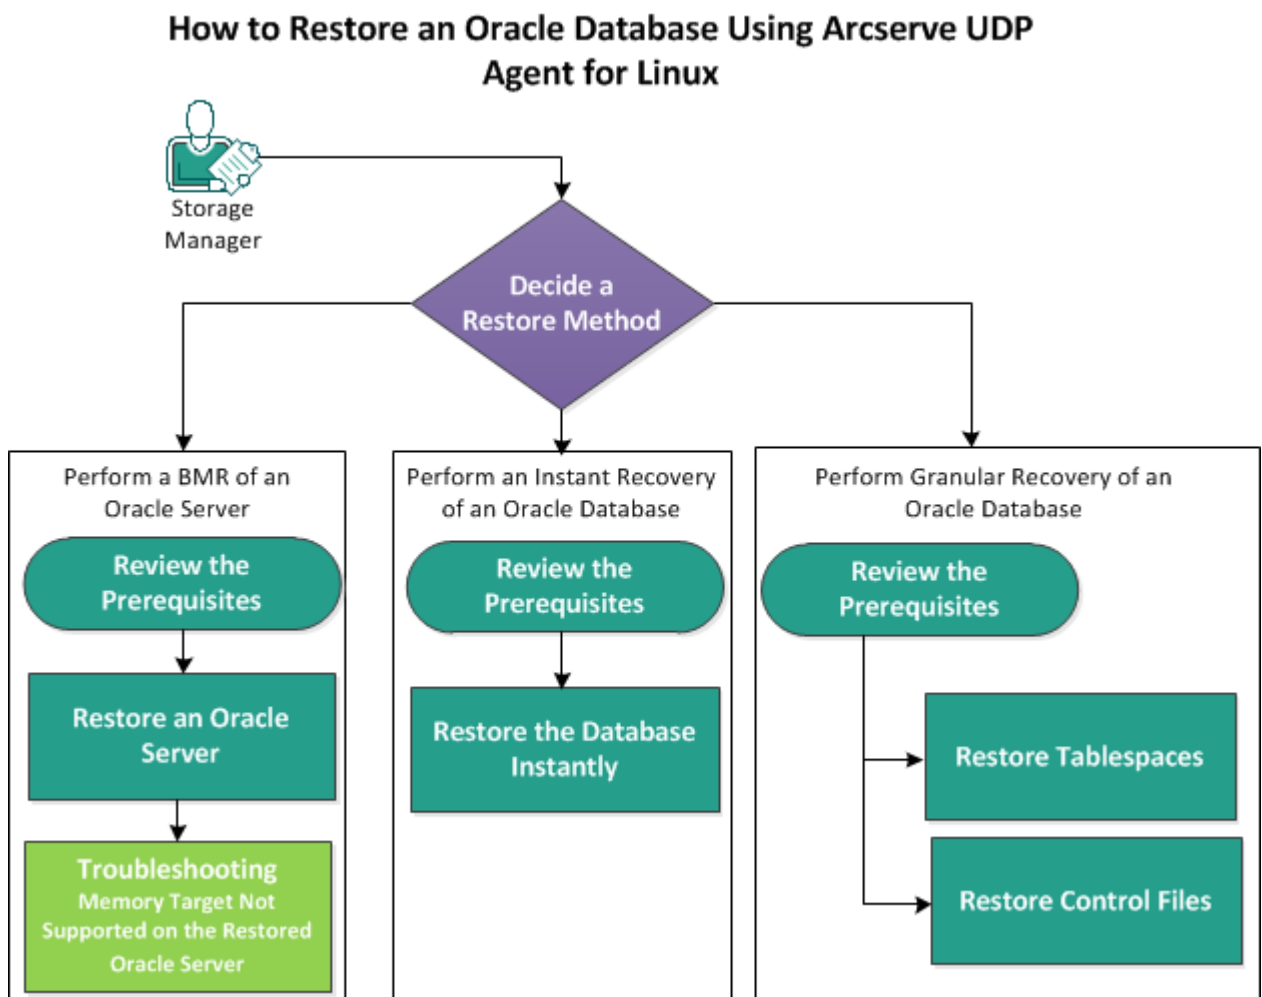 How to Restore an Oracle Database Using Arcserve UDP
Agent for Linux
Storage
Manager
Decide a
Restore Method
Perform a BMR of an
Oracle Server
Review the
Prerequisites
Restore an Oracle
Server
Troubleshooting
Memory Target Not
Supported on the Restored
Oracle Server
Perform an Instant Recovery
of an Oracle Database
Review the
Prerequisites
Restore the Database
Instantly
Perform Granular Recovery of an
Oracle Database
Review the
Prerequisites
Restore Tablespaces
Restore Control Files